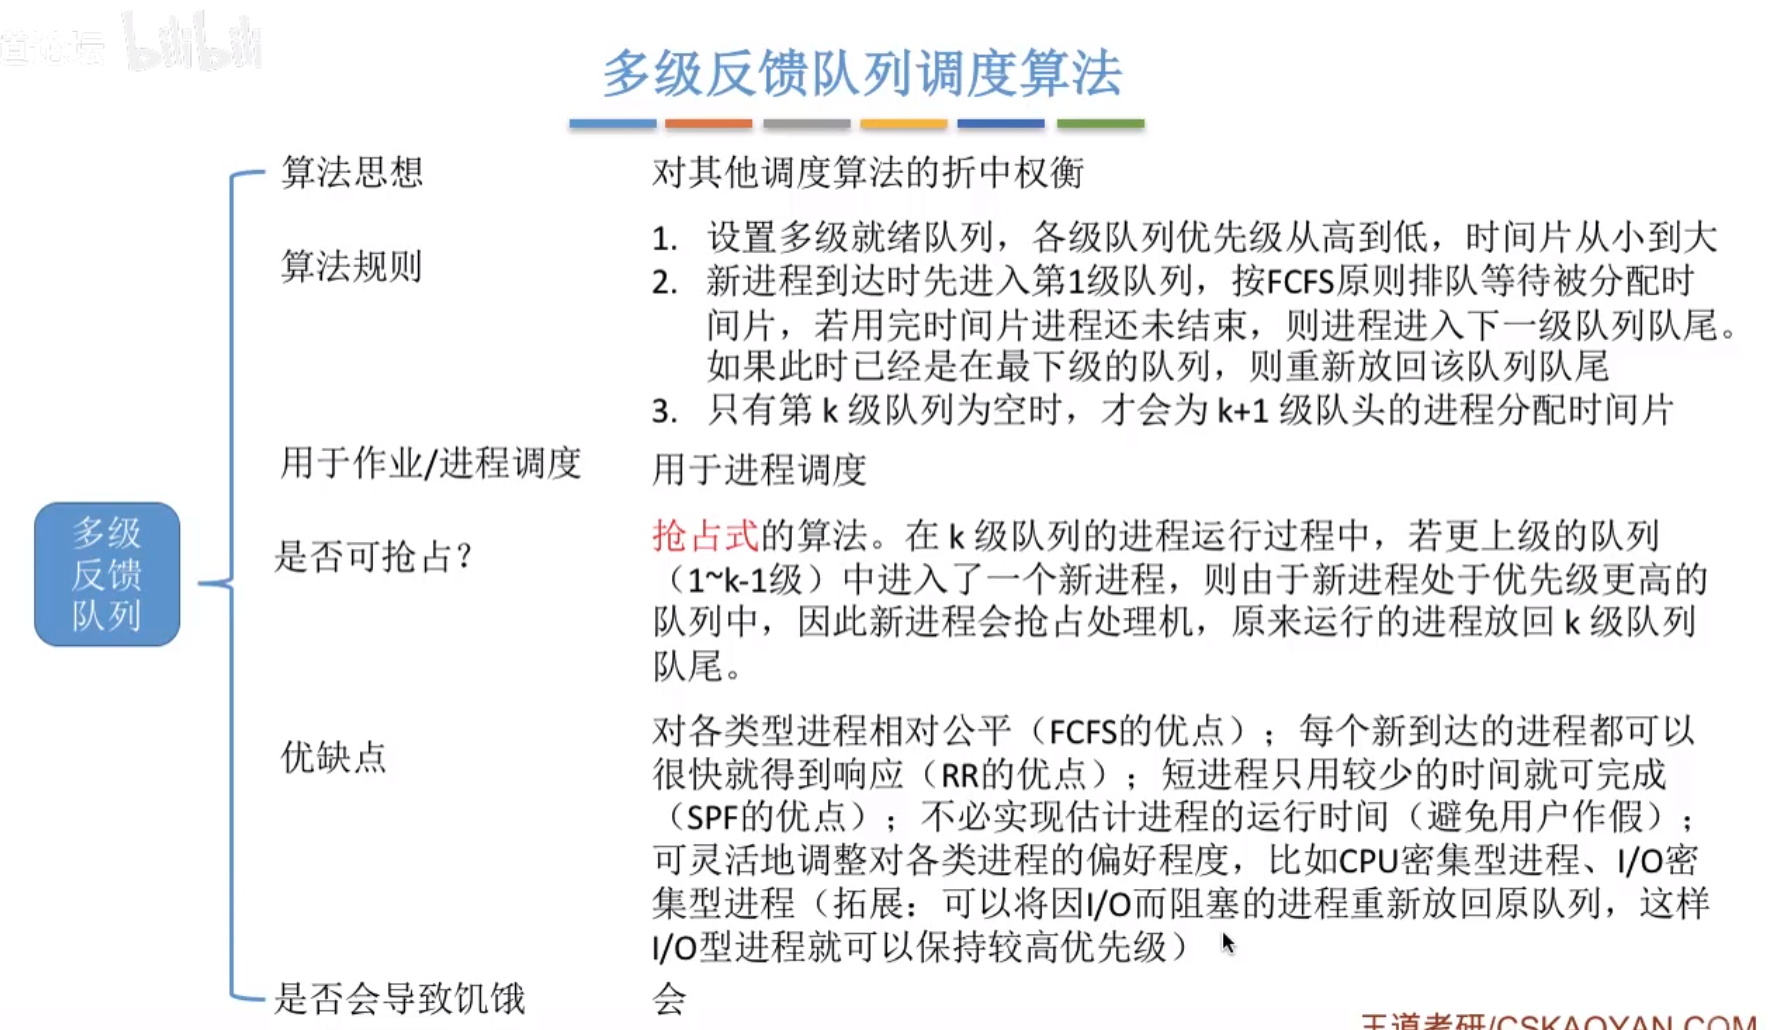 道论坛 bilibili
多级反馈队列调度算法
算法思想
对其他调度算法的折中权衡
算法规则
1. 设置多级就绪队列，各级队列优先级从高到低，时间片从小到大
2. 新进程到达时先进入第1级队列，按FCFS原则排队等待被分配时
间片，若用完时间片进程还未结束，则进程进入下一级队列队尾。
如果此时已经是在最下级的队列，则重新放回该队列队尾
3. 只有第 k 级队列为空时，才会为 k+1 级队头的进程分配时间片
用于作业/进程调度
用于进程调度
多级
反馈
队列
是否可抢占？
抢占式的算法。在 k 级队列的进程运行过程中，若更上级的队列
（1~k-1级）中进入了一个新进程，则由于新进程处于优先级更高的
队列中，因此新进程会抢占处理机，原来运行的进程放回 k 级队列
队尾。
优缺点
对各类型进程相对公平（FCFS的优点）；每个新到达的进程都可以
很快就得到响应（RR的优点）；短进程只用较少的时间就可完成
（SPF的优点）；不必实现估计进程的运行时间（避免用户作假）；
可灵活地调整对各类进程的偏好程度，比如CPU密集型进程、I/O密
集型进程（拓展：可以将因I/O而阻塞的进程重新放回原队列，这样
I/O型进程就可以保持较高优先级）
是否会导致饥饿
会
王道考研/CSKAOYAN.COM